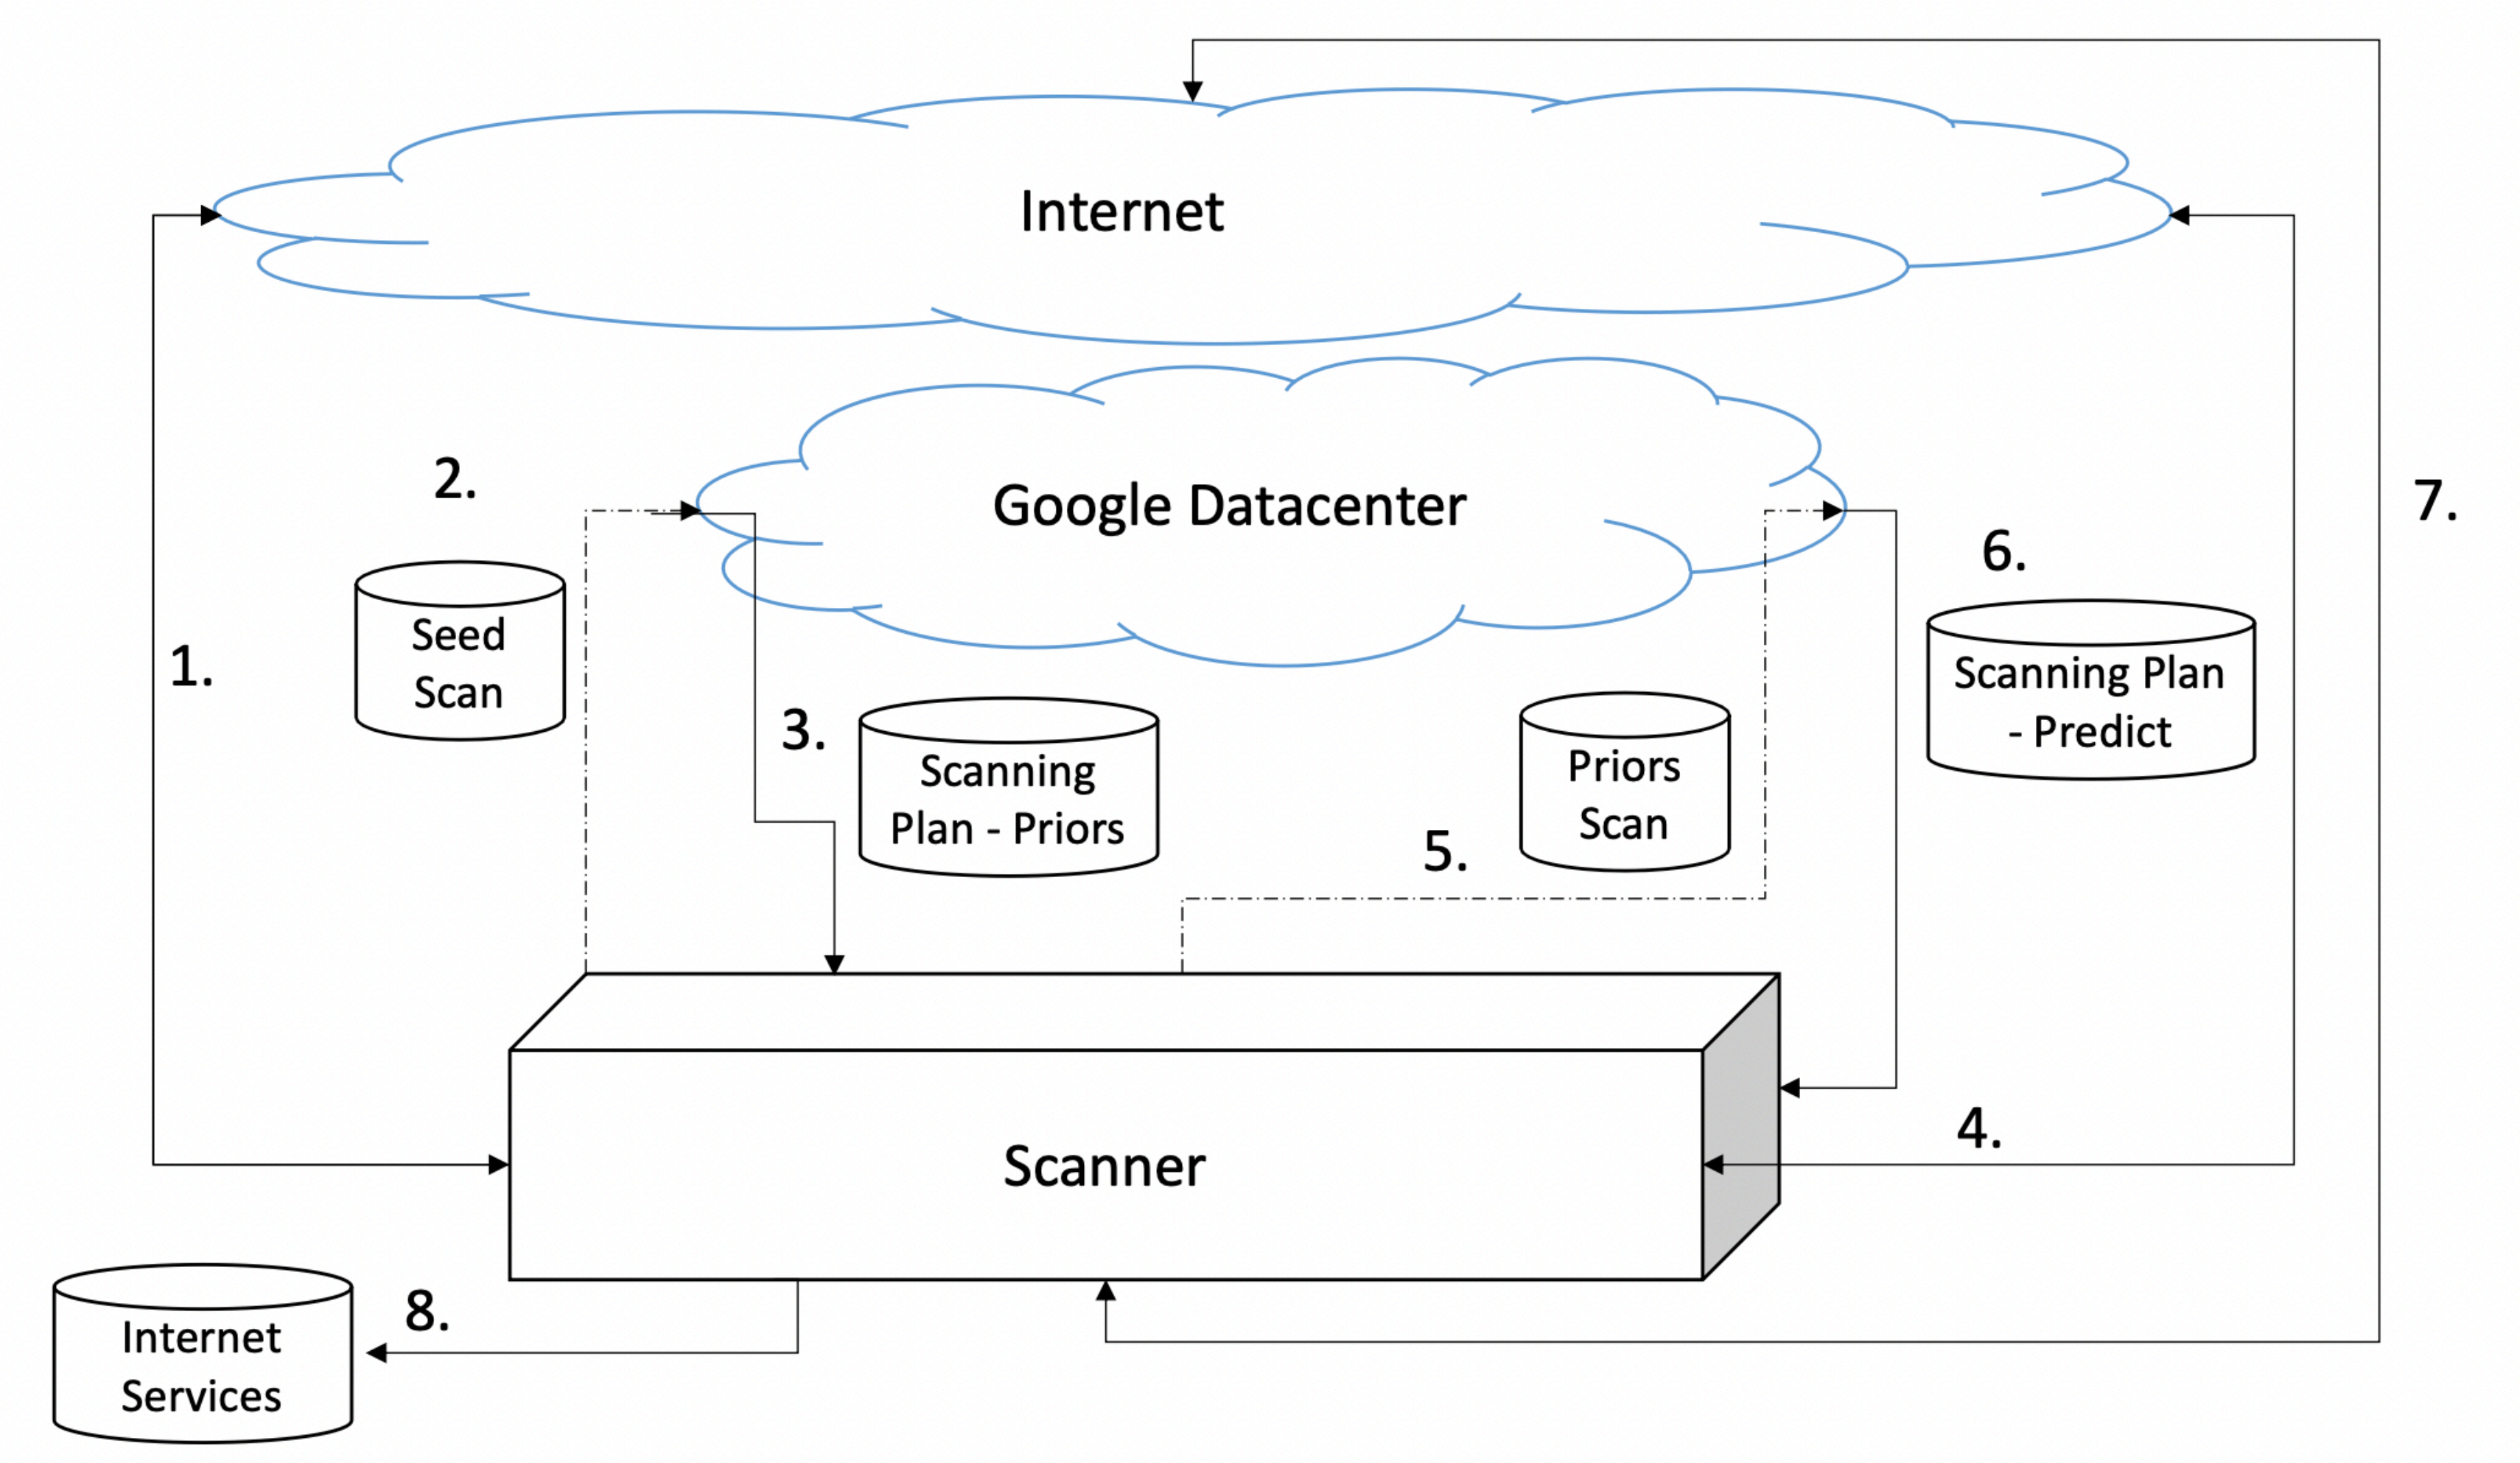 Internet
Google Datacenter
1.
2.
Seed
Scan
3.
Scanning
Plan - Priors
5.
Priors
Scan
6.
Scanning Plan
- Predict
7.
4.
Scanner
8.
Internet
Services